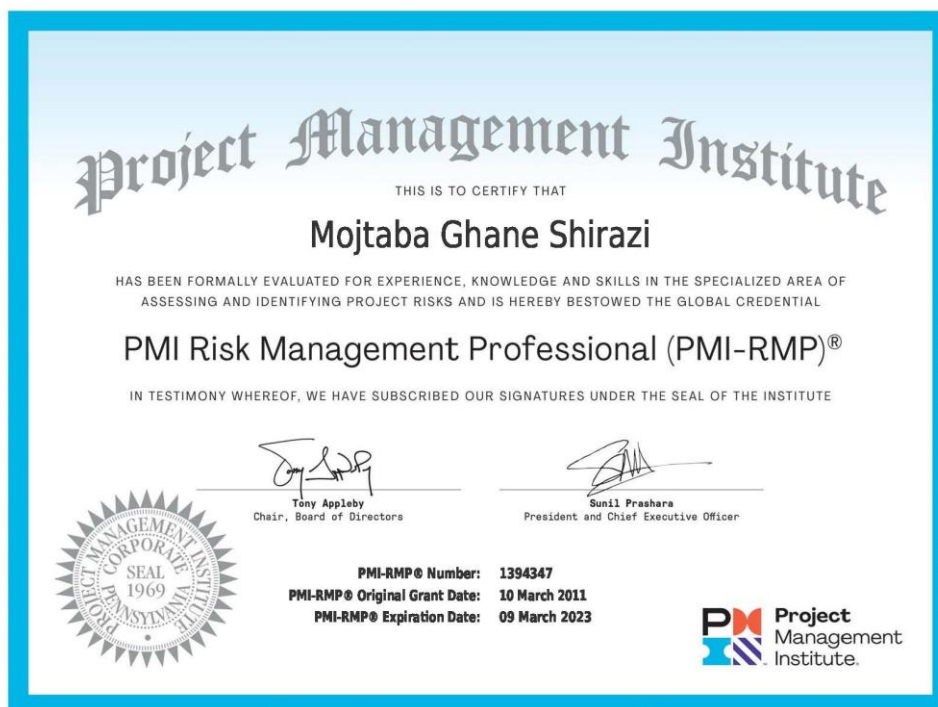 Project Management Institute
THIS IS TO CERTIFY THAT
Mojtaba Ghane Shirazi
HAS BEEN FORMALLY EVALUATED FOR EXPERIENCE, KNOWLEDGE AND SKILLS IN THE SPECIALIZED AREA OF
ASSESSING AND IDENTIFYING PROJECT RISKS AND IS HEREBY BESTOWED THE GLOBAL CREDENTIAL
PMI Risk Management Professional (PMI-RMP)®
IN TESTIMONY WHEREOF, WE HAVE SUBSCRIBED OUR SIGNATURES UNDER THE SEAL OF THE INSTITUTE
Tony Appleby
Chair, Board of Directors
Sunil Prashara
President and Chief Executive Officer
PROJECT MANAGEMENT INSTITUTE
CORPORATE
SEAL
1969
PENNSYLVANIA
PMI-RMP® Number: 1394347
PMI-RMP® Original Grant Date: 10 March 2011
PMI-RMP® Expiration Date: 09 March 2023
PM
Project
Management
Institute.